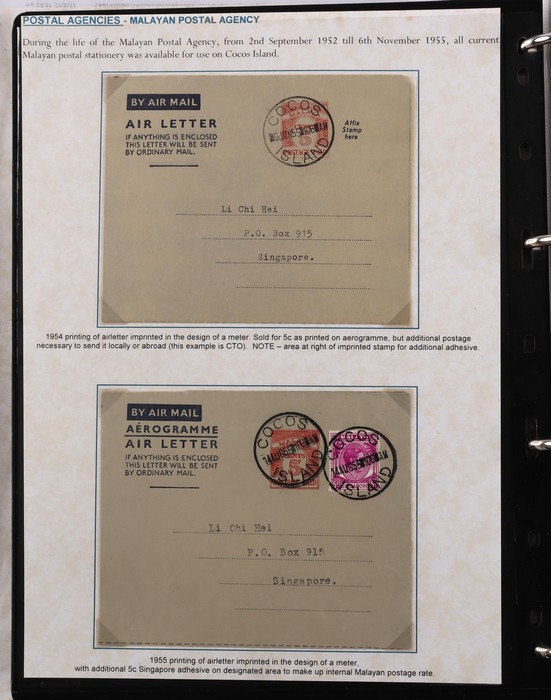 POSTAL AGENCIES - MALAYAN POSTAL AGENCY
During the life of the Malayan Postal Agency, from 2nd September 1952 till 6th November 1955, all current
Malayan postal stationery was available for use on Cocos Island.
BY AIR MAIL
AIR LETTER
IF ANYTHING IS ENCLOSED
THIS LETTER WILL BE SENT
BY ORDINARY MAIL.
COCOS
ISLAND
5
Affix
Stamp
here
Li Chi Hei
P.O. Box 915
Singapore.
1954 printing of airletter imprinted in the design of a meter. Sold for 5c as printed on aerogramme, but additional postage
necessary to send it locally or abroad (this example is CTO). NOTE – area at right of imprinted stamp for additional adhesive.
BY AIR MAIL
AÉROGRAMME
AIR LETTER
IF ANYTHING IS ENCLOSED
THIS LETTER WILL BE SENT
BY ORDINARY MAIL.
COCOS
ISLAND
5
COCOS
ISLAND
Li Chi Hei
P.O. Box 915
Singapore.
1955 printing of airletter imprinted in the design of a meter,
with additional 5c Singapore adhesive on designated area to make up internal Malayan postage rate.